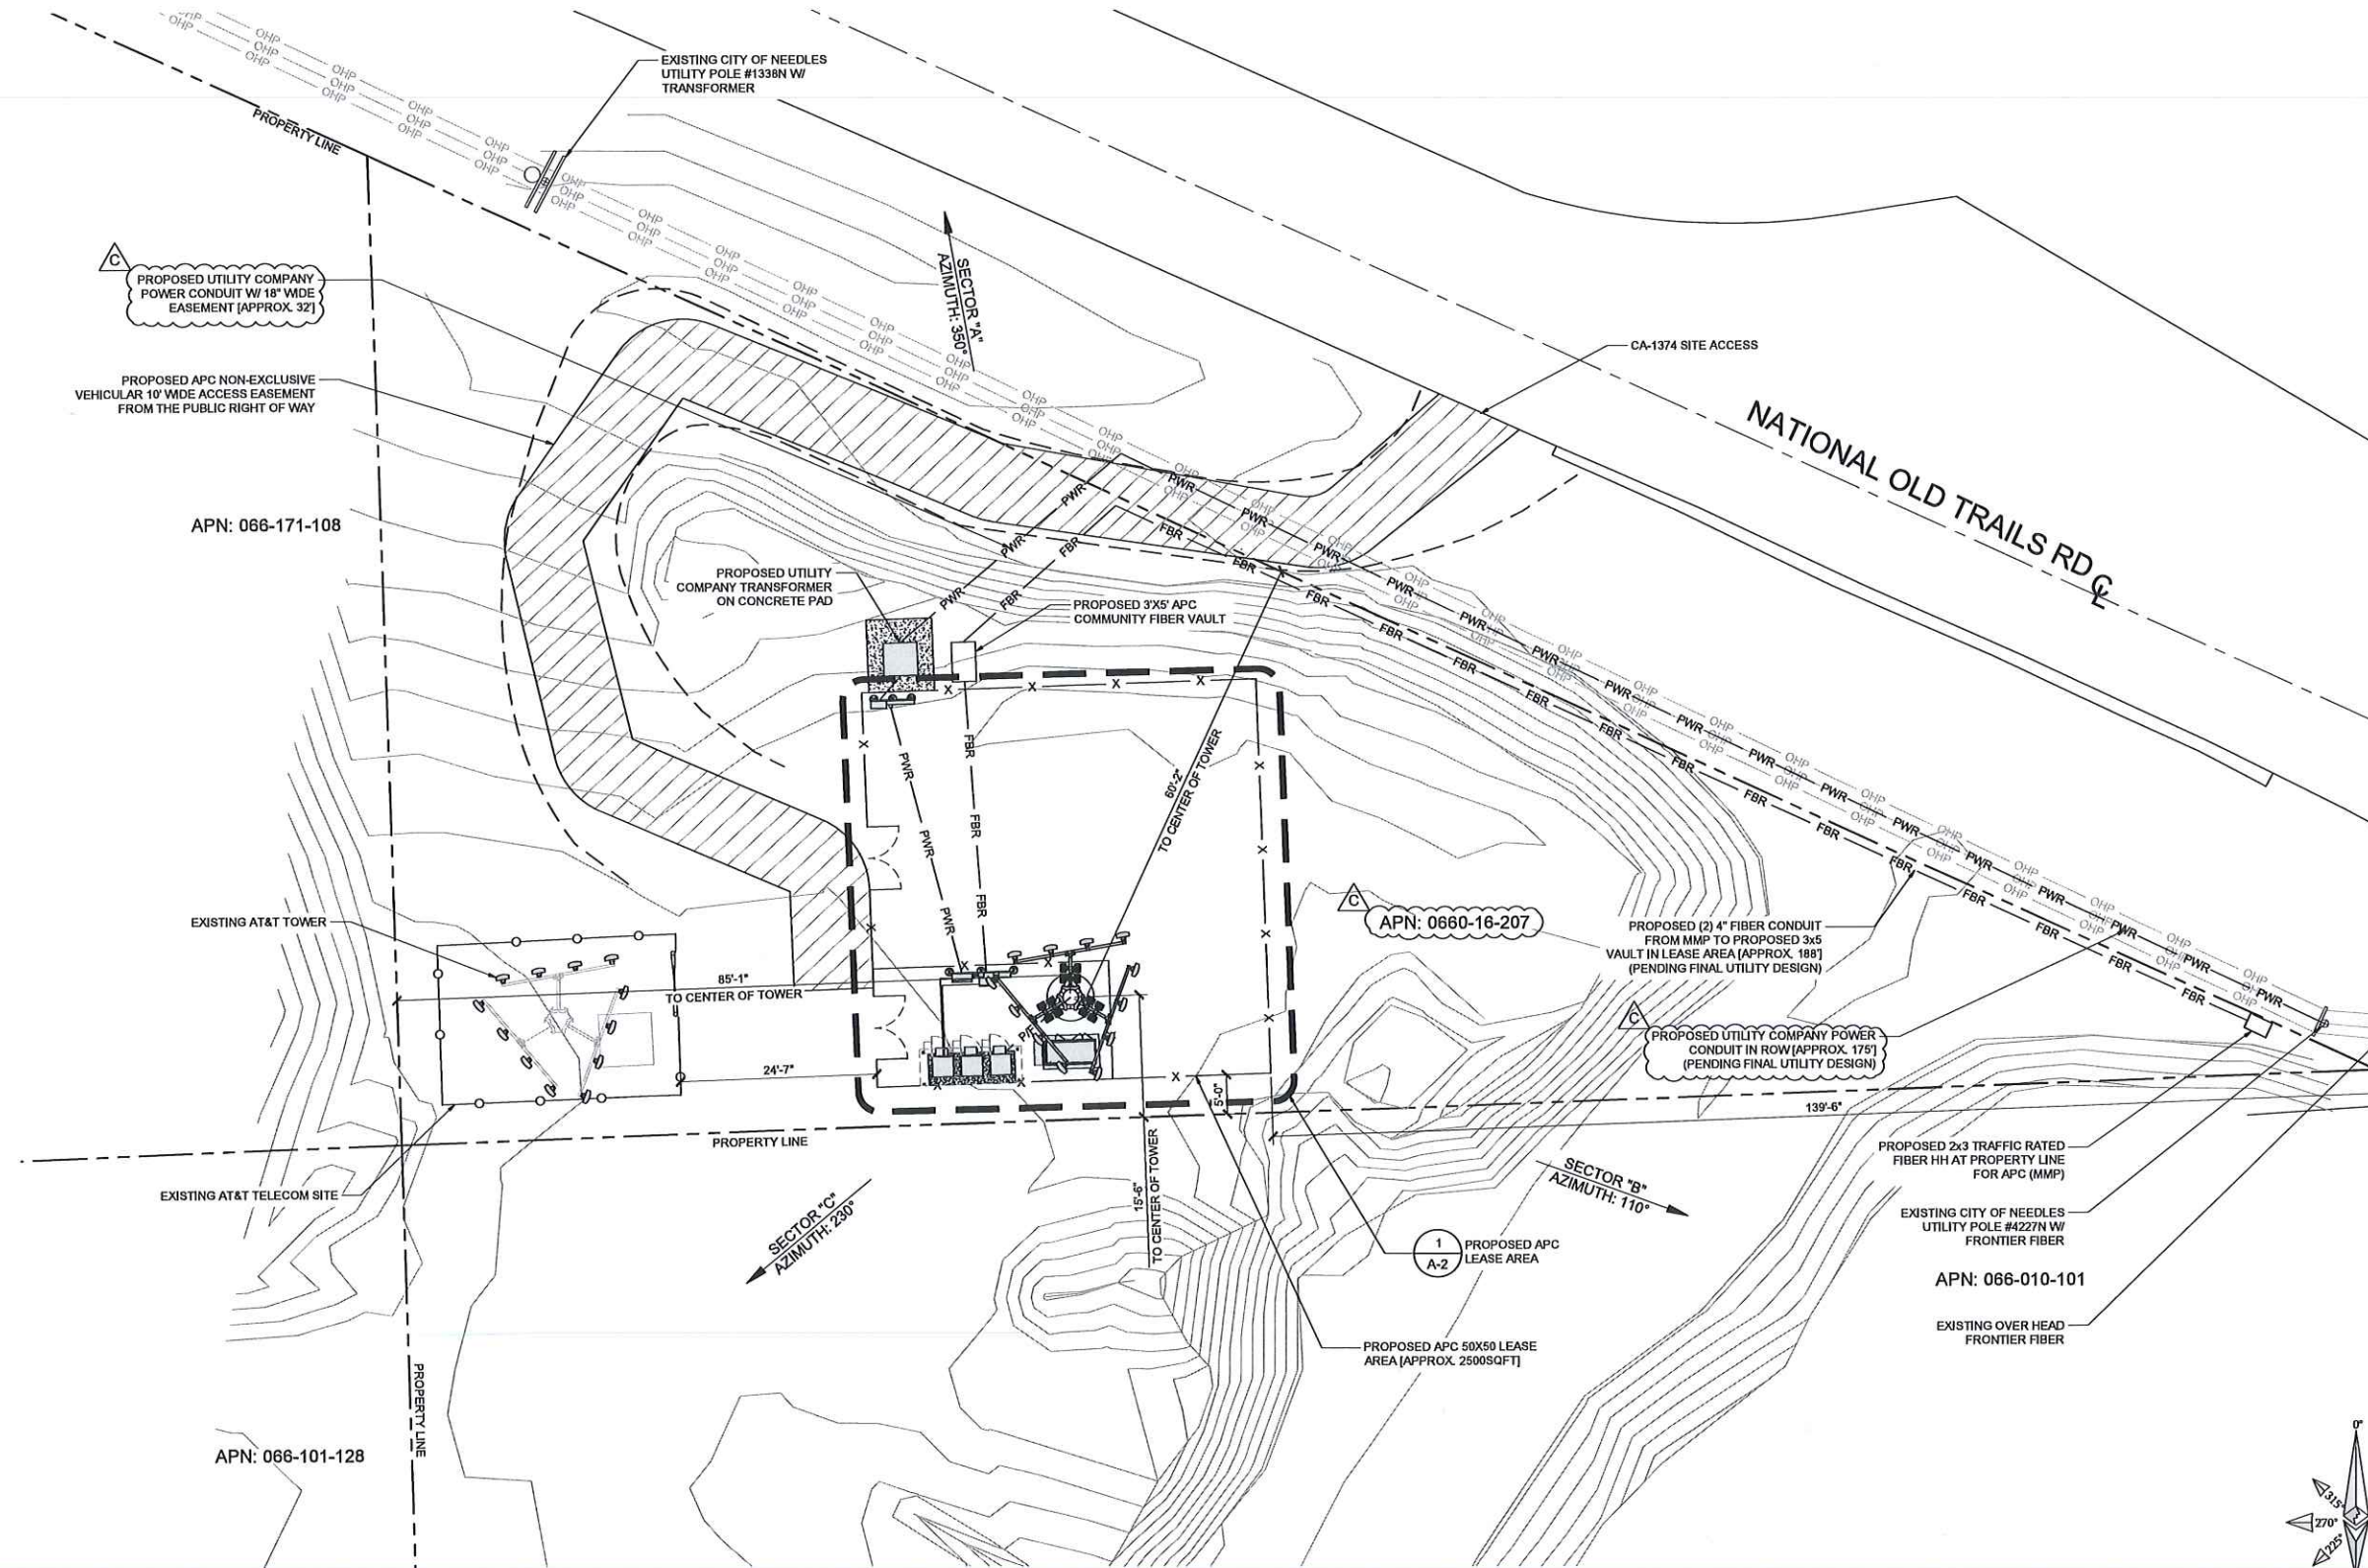 EXISTING CITY OF NEEDLES
UTILITY POLE #1338N W/
TRANSFORMER
PROPERTY LINE
C
PROPOSED UTILITY COMPANY
POWER CONDUIT W/ 18" WIDE
EASEMENT [APPROX. 32']
PROPOSED APC NON-EXCLUSIVE
VEHICULAR 10' WIDE ACCESS EASEMENT
FROM THE PUBLIC RIGHT OF WAY
SECTOR "A"
AZIMUTH: 350°
CA-1374 SITE ACCESS
NATIONAL OLD TRAILS RD
APN: 066-171-108
PROPOSED UTILITY
COMPANY TRANSFORMER
ON CONCRETE PAD
PROPOSED 3'X5' APC
COMMUNITY FIBER VAULT
OHP
PWR
FBR
60'-2"
TO CENTER OF TOWER
EXISTING AT&T TOWER
C
APN: 0660-16-207
PROPOSED (2) 4" FIBER CONDUIT
FROM MMP TO PROPOSED 3x5
VAULT IN LEASE AREA [APPROX. 188']
(PENDING FINAL UTILITY DESIGN)
85'-1"
TO CENTER OF TOWER
C
PROPOSED UTILITY COMPANY POWER
CONDUIT IN ROW [APPROX. 175']
(PENDING FINAL UTILITY DESIGN)
24'-7"
5'-0"
139'-6"
PROPERTY LINE
15'-6"
TO CENTER OF TOWER
PROPOSED 2x3 TRAFFIC RATED
FIBER HH AT PROPERTY LINE
FOR APC (MMP)
EXISTING AT&T TELECOM SITE
SECTOR "C"
AZIMUTH: 230°
SECTOR "B"
AZIMUTH: 110°
EXISTING CITY OF NEEDLES
UTILITY POLE #4227N W/
FRONTIER FIBER
1
A-2
PROPOSED APC
LEASE AREA
APN: 066-010-101
EXISTING OVER HEAD
FRONTIER FIBER
PROPOSED APC 50X50 LEASE
AREA [APPROX. 2500SQFT]
PROPERTY LINE
APN: 066-101-128
0°
315°
270°
225°